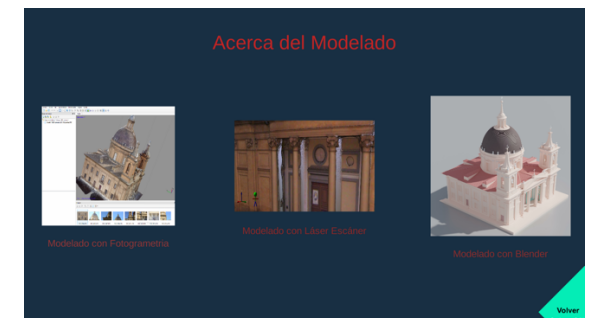 Acerca del Modelado
Modelado con Fotogrametria
Modelado con Láser Escáner
Modelado con Blender
Volver